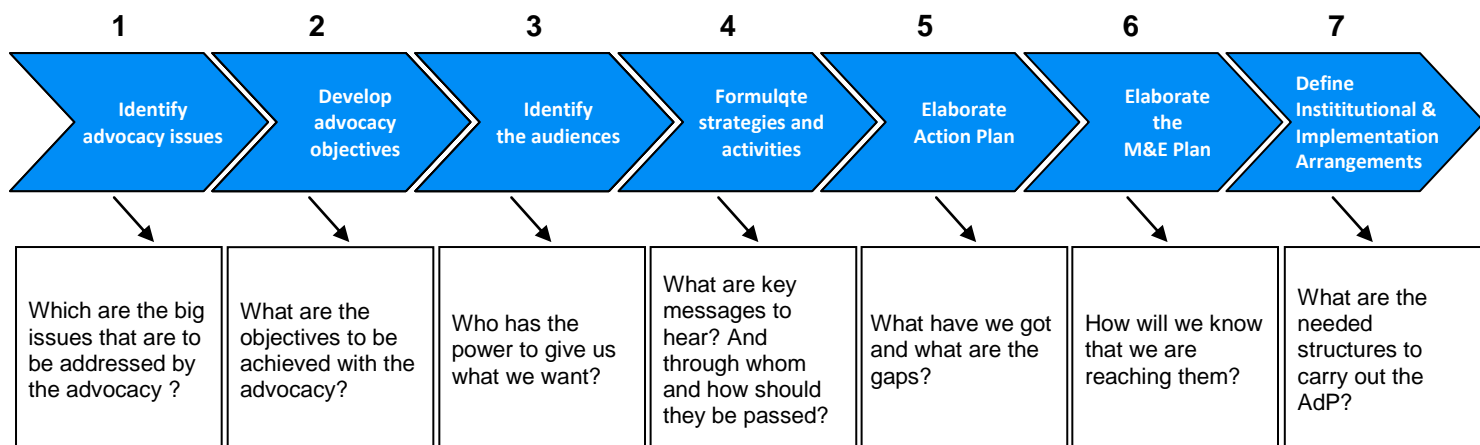 1
2
3
4
5
6
7
Identify
advocacy issues
Develop
advocacy
objectives
Identify
the audiences
Formulqte
strategies and
activities
Elaborate
Action Plan
Elaborate
the
M&E Plan
Define
Instititutional &
Implementation
Arrangements
Which are the big
issues that are to
be addressed by
the advocacy ?
What are the
objectives to be
achieved with the
advocacy?
Who has the
power to give us
what we want?
What are key
messages to
hear? And
through whom
and how should
they be passed?
What have we got
and what are the
gaps?
How will we know
that we are
reaching them?
What are the
needed
structures to
carry out the
AdP?